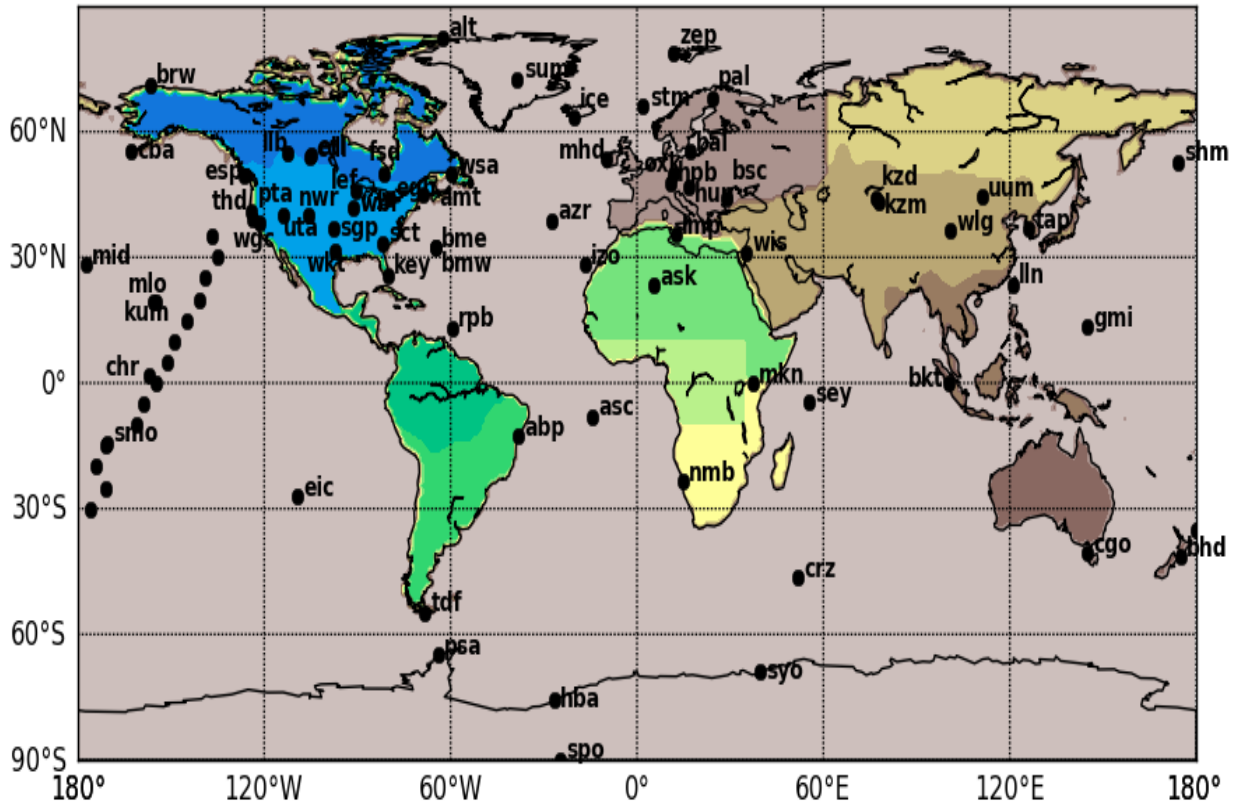 alt
zep
brw
sum
pal
ice
stm
60°N
cba
llb
etl
fsd
wsa
mhd
bal
oxk
hpb
bsc
shm
esp
lef
egb
amt
hun
kzd
kzm
uum
thd
pta
nwr
wbi
azr
uta
sgp
sct
wgc
bme
bmw
lmp
wis
wlg
tap
30°N
mid
wkt
key
izo
ask
lln
mlo
kum
rpb
gmi
chr
0°
mkn
bkt
sey
asc
smo
abp
nmb
eic
30°S
cgo
bhd
crz
tdf
60°S
psa
syo
hba
spo
90°S
180°
120°W
60°W
0°
60°E
120°E
180°